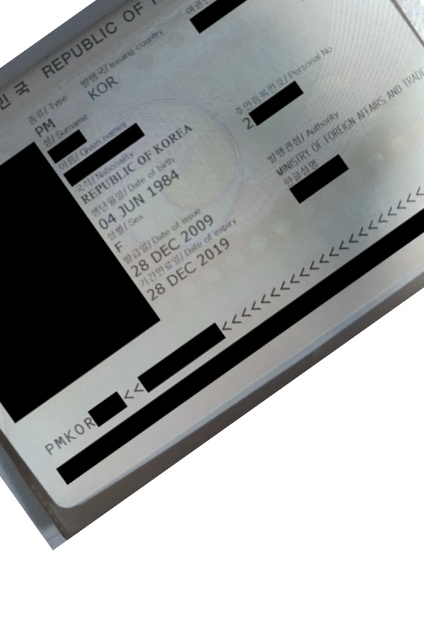 민국 REPUBLIC OF
종류/Type 발행국/Issuing country
PM KOR
성/Surname
이름/Given names
국적/Nationality
REPUBLIC OF KOREA
생년월일/Date of birth
04 JUN 1984
주민등록번호/Personal No
2
성별/Sex
F
발행관청/Authority
MINISTRY OF FOREIGN AFFAIRS AND
발급일/Date of issue
28 DEC 2009
한글성명
기간만료일/Date of expiry
28 DEC 2019
PMKOR <<